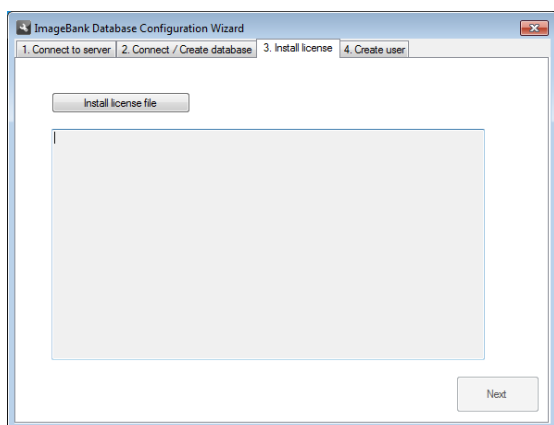 ImageBank Database Configuration Wizard
1. Connect to server 2. Connect / Create database 3. Install license 4. Create user
Install license file
Next